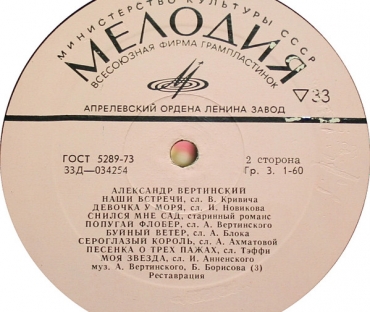 МИНИСТЕРСТВО КУЛЬТУРЫ СССР
МЕЛОДИЯ
ВСЕСОЮЗНАЯ ФИРМА ГРАМПЛАСТИНОК
▽33
АПРЕЛЕВСКИЙ ОРДЕНА ЛЕНИНА ЗАВОД
ГОСТ 5289-73
2 сторона
33Д—034254
Гр. 3. 1-60
АЛЕКСАНДР ВЕРТИНСКИЙ
НАШИ ВСТРЕЧИ, сл. В. Кривича
ДЕВОЧКА У МОРЯ, сл. И. Новикова
СНИЛСЯ МНЕ САД, старинный романс
ПОПУГАЙ ФЛОБЕР, сл. А. Вертинского
БУЙНЫЙ ВЕТЕР, сл. А. Блока
СЕРОГЛАЗЫЙ КОРОЛЬ, сл. А. Ахматовой
ПЕСЕНКА О ТРЕХ ПАЖАХ, сл. Тэффи
МОЯ ЗВЕЗДА, сл. И. Анненского
муз. А. Вертинского, Б. Борисова (3)
Реставрация